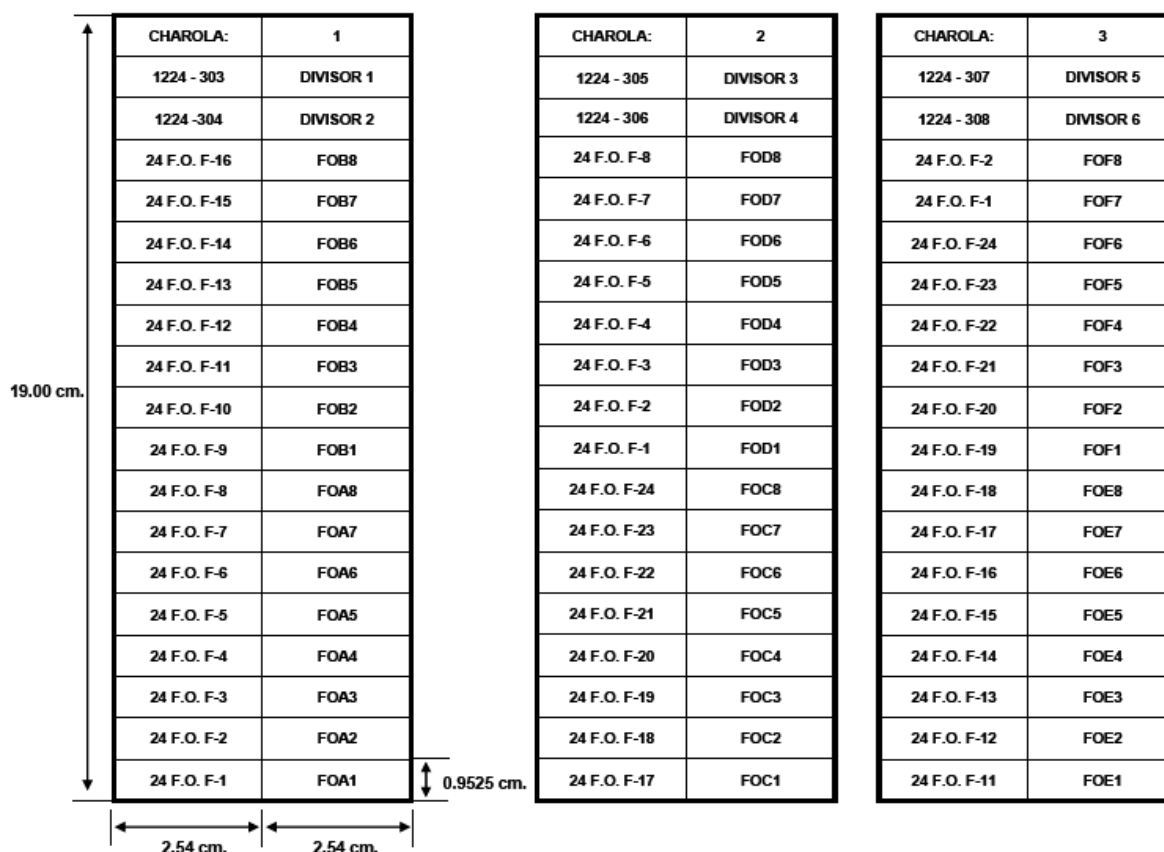 CHAROLA: 1
1224 - 303 DIVISOR 1
1224 -304 DIVISOR 2
24 F.O. F-16 FOB8
24 F.O. F-15 FOB7
24 F.O. F-14 FOB6
24 F.O. F-13 FOB5
24 F.O. F-12 FOB4
24 F.O. F-11 FOB3
24 F.O. F-10 FOB2
24 F.O. F-9 FOB1
24 F.O. F-8 FOA8
24 F.O. F-7 FOA7
24 F.O. F-6 FOA6
24 F.O. F-5 FOA5
24 F.O. F-4 FOA4
24 F.O. F-3 FOA3
24 F.O. F-2 FOA2
24 F.O. F-1 FOA1
19.00 cm.
0.9525 cm.
2.54 cm. 2.54 cm.
CHAROLA: 2
1224 - 305 DIVISOR 3
1224 - 306 DIVISOR 4
24 F.O. F-8 FOD8
24 F.O. F-7 FOD7
24 F.O. F-6 FOD6
24 F.O. F-5 FOD5
24 F.O. F-4 FOD4
24 F.O. F-3 FOD3
24 F.O. F-2 FOD2
24 F.O. F-1 FOD1
24 F.O. F-24 FOC8
24 F.O. F-23 FOC7
24 F.O. F-22 FOC6
24 F.O. F-21 FOC5
24 F.O. F-20 FOC4
24 F.O. F-19 FOC3
24 F.O. F-18 FOC2
24 F.O. F-17 FOC1
CHAROLA: 3
1224 - 307 DIVISOR 5
1224 - 308 DIVISOR 6
24 F.O. F-2 FOF8
24 F.O. F-1 FOF7
24 F.O. F-24 FOF6
24 F.O. F-23 FOF5
24 F.O. F-22 FOF4
24 F.O. F-21 FOF3
24 F.O. F-20 FOF2
24 F.O. F-19 FOF1
24 F.O. F-18 FOE8
24 F.O. F-17 FOE7
24 F.O. F-16 FOE6
24 F.O. F-15 FOE5
24 F.O. F-14 FOE4
24 F.O. F-13 FOE3
24 F.O. F-12 FOE2
24 F.O. F-11 FOE1